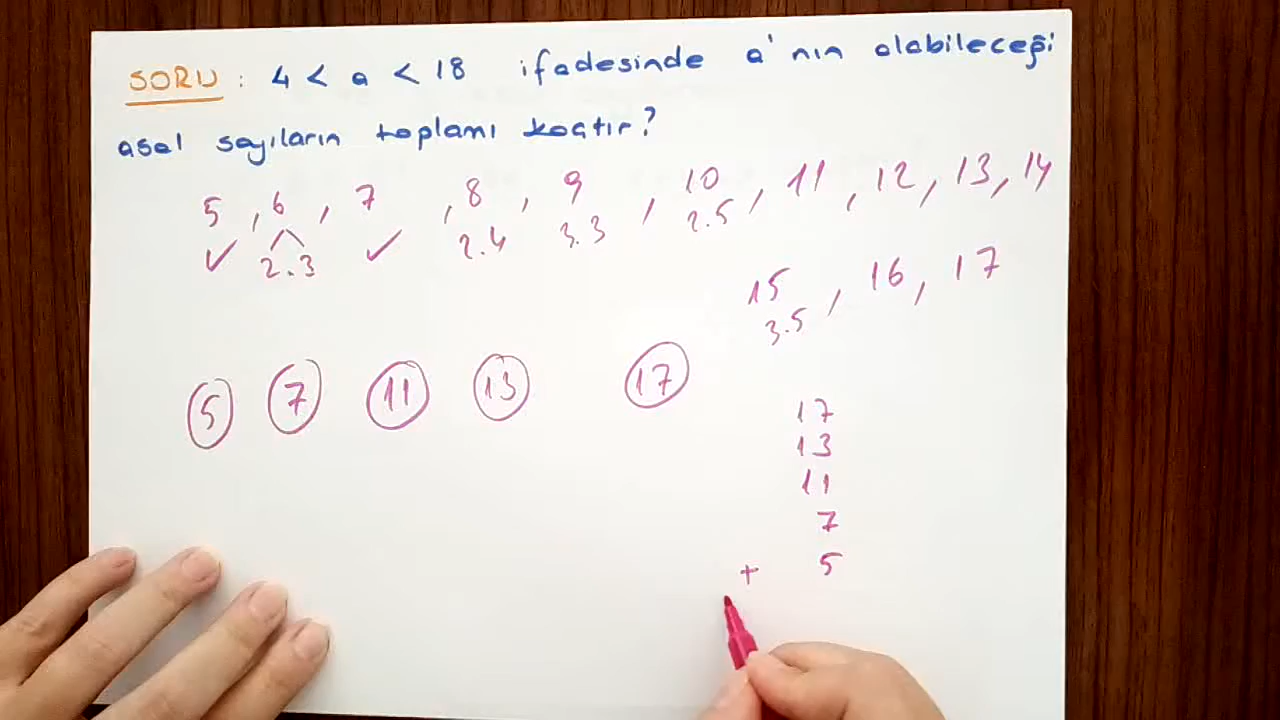 SORU : 4 < a < 18 ifadesinde a'nın alabileceği
asal sayıların toplamı kaçtır?
5 , 6 , 7 , 8 , 9 , 10 , 11 , 12 , 13 , 14
2.3 2.4 3.3 2.5
15 , 16 , 17
3.5
5 7 11 13 17
17
13
11
7
+ 5